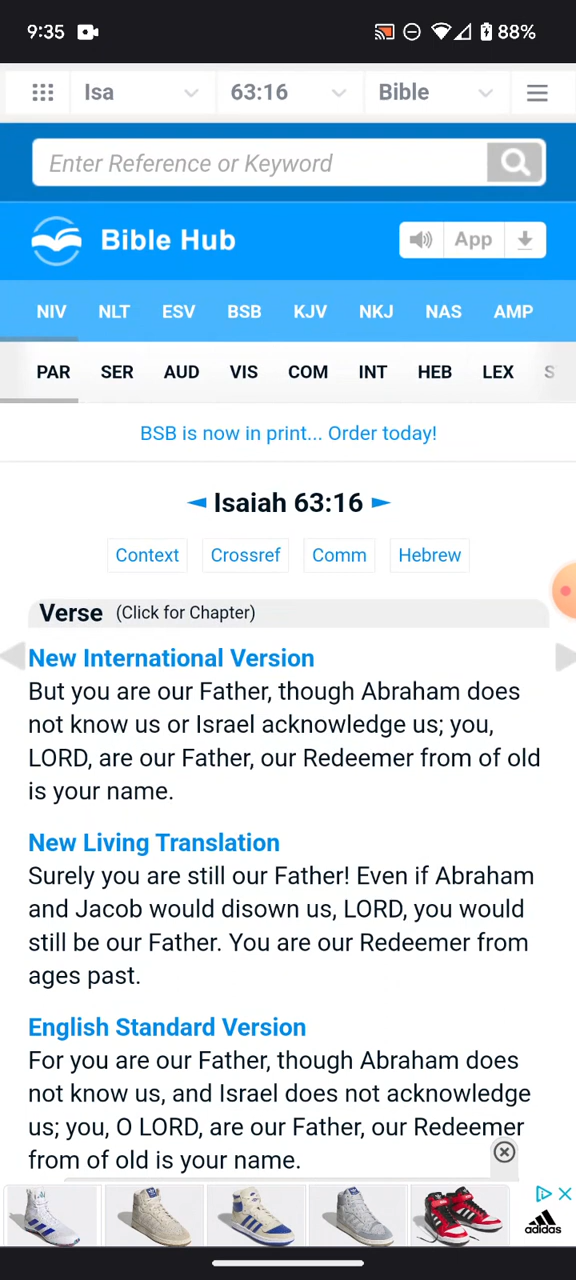 9:35 88%
Isa 63:16 Bible
Enter Reference or Keyword
Bible Hub App
NIV NLT ESV BSB KJV NKJ NAS AMP
PAR SER AUD VIS COM INT HEB LEX S
BSB is now in print... Order today!
Isaiah 63:16
Context Crossref Comm Hebrew
Verse (Click for Chapter)
New International Version
But you are our Father, though Abraham does
not know us or Israel acknowledge us; you,
LORD, are our Father, our Redeemer from of old
is your name.
New Living Translation
Surely you are still our Father! Even if Abraham
and Jacob would disown us, LORD, you would
still be our Father. You are our Redeemer from
ages past.
English Standard Version
For you are our Father, though Abraham does
not know us, and Israel does not acknowledge
us; you, O LORD, are our Father, our Redeemer
from of old is your name.
adidas